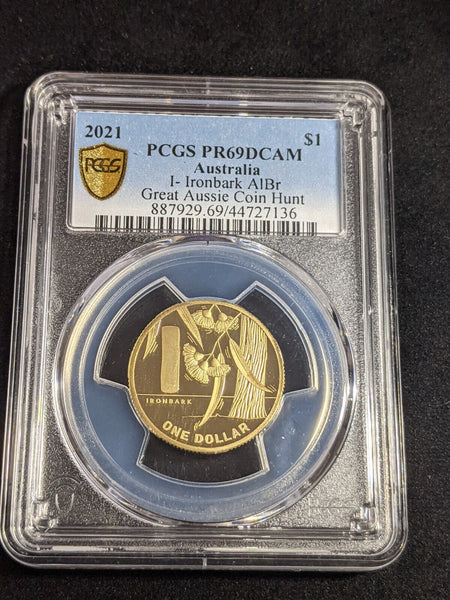 2021
$1
PCGS
PCGS PR69DCAM
Australia
I- Ironbark AlBr
Great Aussie Coin Hunt
887929.69/44727136
I
IRONBARK
ONE DOLLAR